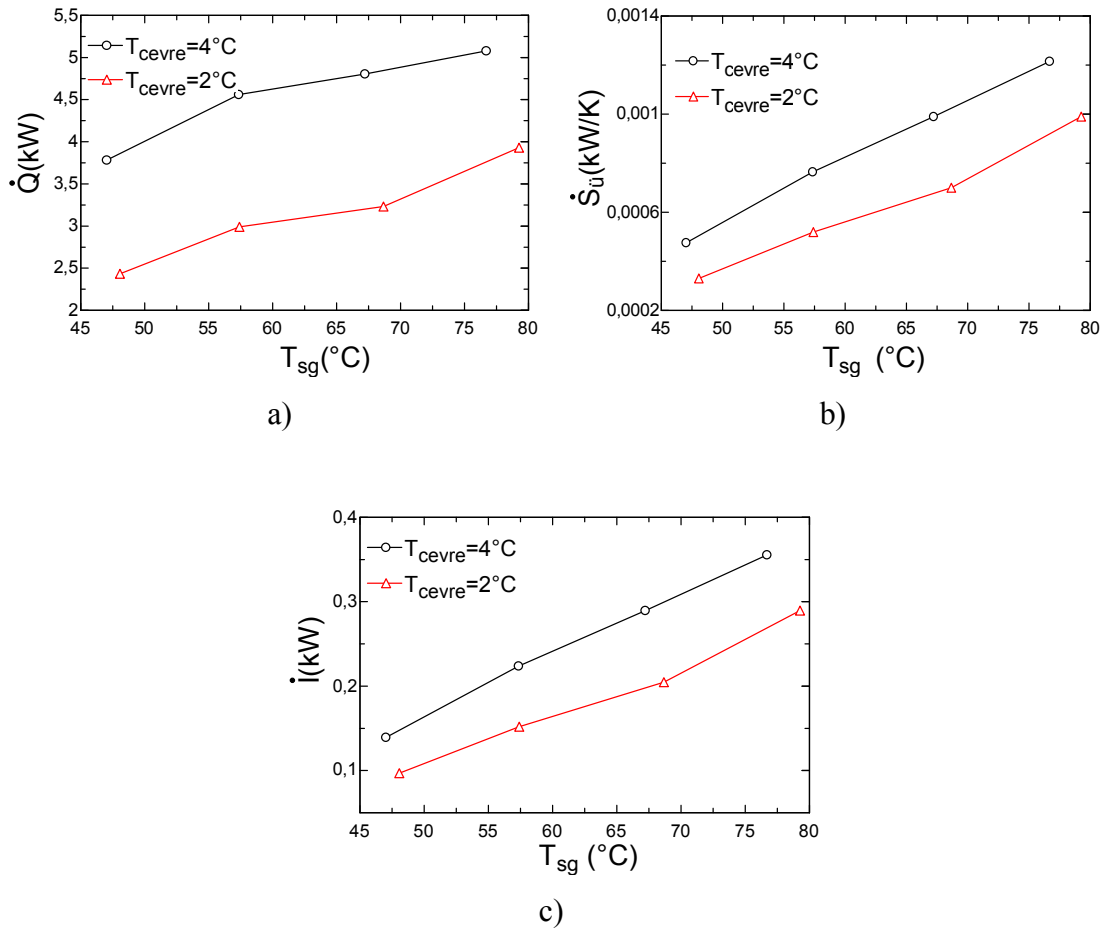 5,5
5
4,5
4
3,5
3
2,5
2
Q̇(kW)
T_cevre=4°C
T_cevre=2°C
45 50 55 60 65 70 75 80
T_sg(°C)
a)
0,0014
0,001
0,0006
0,0002
Ṡ_ü(kW/K)
T_cevre=4°C
T_cevre=2°C
45 50 55 60 65 70 75 80
T_sg (°C)
b)
0,4
0,3
0,2
0,1
İ(kW)
T_cevre=4°C
T_cevre=2°C
45 50 55 60 65 70 75 80
T_sg (°C)
c)